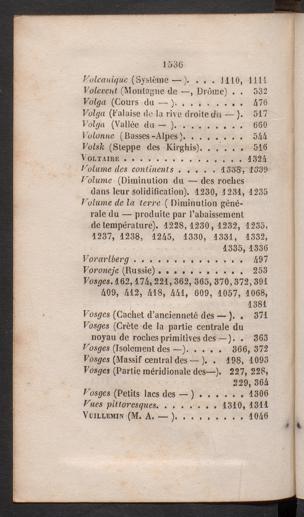 1536
Volcanique (Système —). . . . 1110, 1111
Volevent (Montagne de —, Drôme) . . 532
Volga (Cours du — ). . . . . . . . . 476
Volga (Falaise de la rive droite du — ). 517
Volga (Vallée du — ). . . . . . . . . 660
Volonne (Basses-Alpes). . . . . . . . 544
Volsk (Steppe des Kirghis). . . . . . 516
VOLTAIRE . . . . . . . . . . . . . . 1324
Volume des continents . . . . . 1338, 1339
Volume (Diminution du — des roches
dans leur solidification). 1230, 1234, 1235
Volume de la terre ( Diminution géné-
rale du — produite par l'abaissement
de température). 1228, 1230, 1232, 1235,
1237, 1238, 1245, 1330, 1331, 1332,
1335, 1336
Vorarlberg . . . . . . . . . . . . . 497
Voroneje (Russie) . . . . . . . . . . 253
Vosges. 162, 174, 221, 362, 365, 370, 372, 391
409, 412, 418, 441, 609, 1057, 1068,
1381
Vosges (Cachet d'ancienneté des — ). . 371
Vosges (Crète de la partie centrale du
noyau de roches primitives des — ). . 363
Vosges (Isolement des —). . . . . 366, 372
Vosges (Massif central des — ). . 198, 1093
Vosges (Partie méridionale des—). 227, 228,
229, 364
Vosges (Petits lacs des — ) . . . . . . 1306
Vues pittoresques. . . . . . . . 1310, 1311
VUILLEMIN (M. A. — ). . . . . . . . . 1046